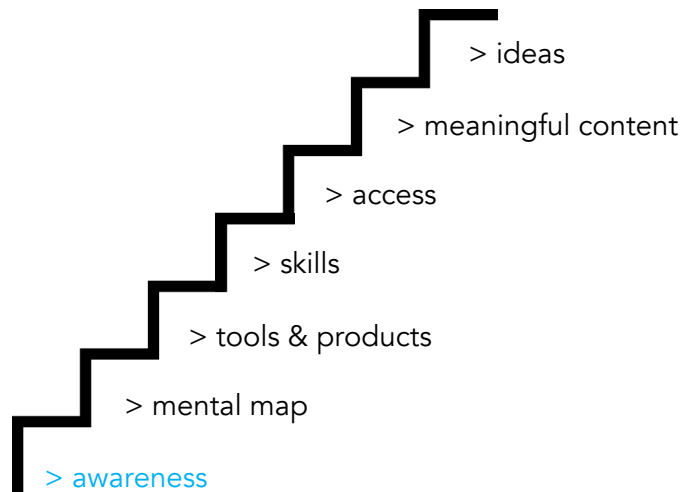 > ideas
> meaningful content
> access
> skills
> tools & products
> mental map
> awareness